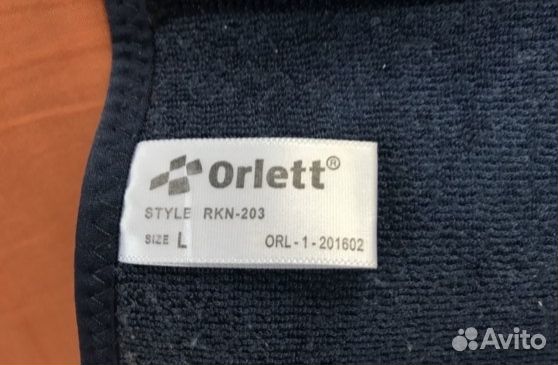 Orlett®
STYLE RKN-203
SIZE L ORL-1-201602
Avito